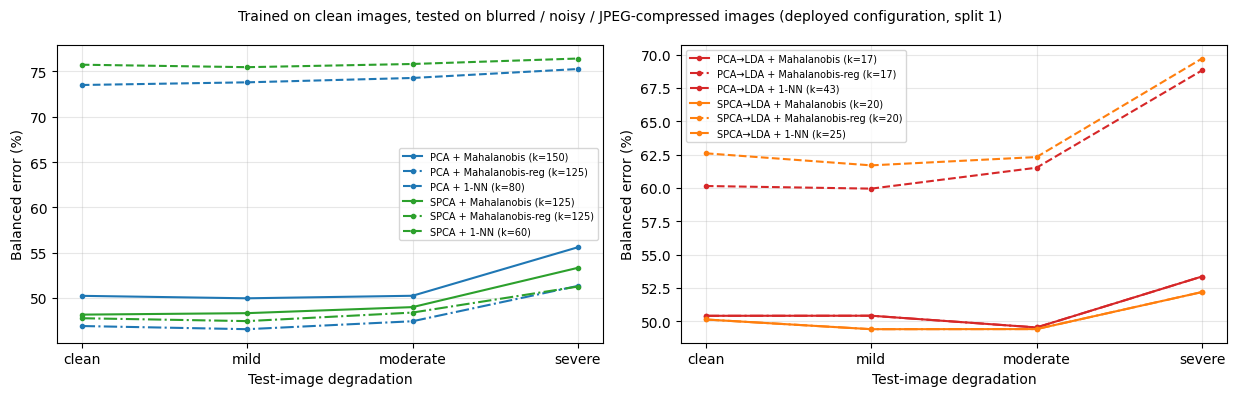 Trained on clean images, tested on blurred / noisy / JPEG-compressed images (deployed configuration, split 1)
Balanced error (%)
75
70
65
60
55
50
PCA + Mahalanobis (k=150)
PCA + Mahalanobis-reg (k=125)
PCA + 1-NN (k=80)
SPCA + Mahalanobis (k=125)
SPCA + Mahalanobis-reg (k=125)
SPCA + 1-NN (k=60)
clean mild moderate severe
Test-image degradation
Balanced error (%)
70.0
67.5
65.0
62.5
60.0
57.5
55.0
52.5
50.0
PCA→LDA + Mahalanobis (k=17)
PCA→LDA + Mahalanobis-reg (k=17)
PCA→LDA + 1-NN (k=43)
SPCA→LDA + Mahalanobis (k=20)
SPCA→LDA + Mahalanobis-reg (k=20)
SPCA→LDA + 1-NN (k=25)
clean mild moderate severe
Test-image degradation